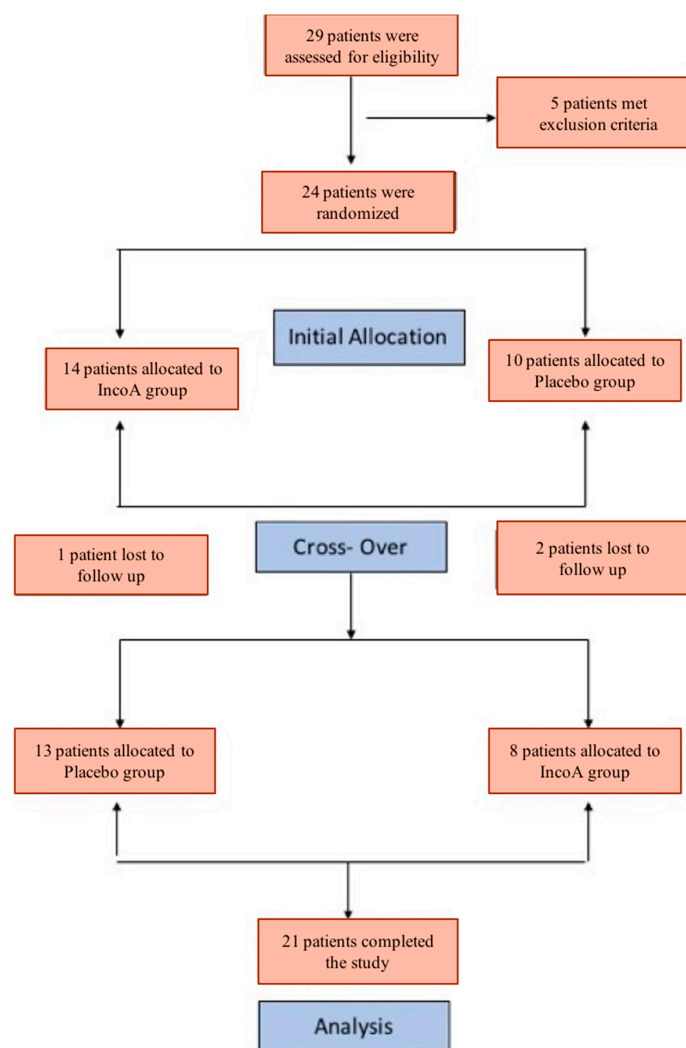 29 patients were
assessed for eligibility
5 patients met
exclusion criteria
24 patients were
randomized
Initial Allocation
14 patients allocated to
IncoA group
10 patients allocated to
Placebo group
1 patient lost to
follow up
Cross- Over
2 patients lost to
follow up
13 patients allocated to
Placebo group
8 patients allocated to
IncoA group
21 patients completed
the study
Analysis